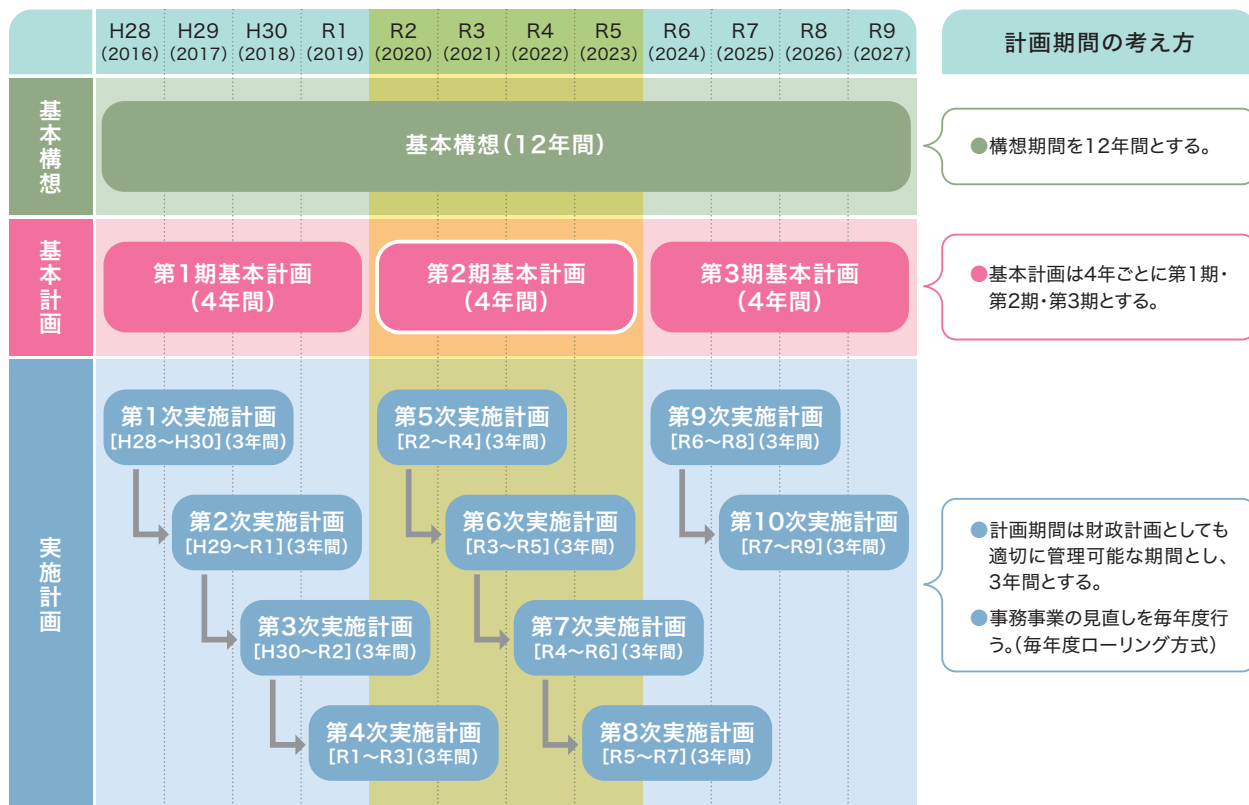 H28 H29 H30 R1 R2 R3 R4 R5 R6 R7 R8 R9
(2016) (2017) (2018) (2019) (2020) (2021) (2022) (2023) (2024) (2025) (2026) (2027)
計画期間の考え方
基本構想
基本構想(12年間)
●構想期間を12年間とする。
基本計画
第1期基本計画
(4年間)
第2期基本計画
(4年間)
第3期基本計画
(4年間)
●基本計画は4年ごとに第1期・
第2期・第3期とする。
実施計画
第1次実施計画
[H28～H30](3年間)
第2次実施計画
[H29～R1](3年間)
第3次実施計画
[H30～R2](3年間)
第4次実施計画
[R1～R3](3年間)
第5次実施計画
[R2～R4](3年間)
第6次実施計画
[R3～R5](3年間)
第7次実施計画
[R4～R6](3年間)
第8次実施計画
[R5～R7](3年間)
第9次実施計画
[R6～R8](3年間)
第10次実施計画
[R7～R9](3年間)
●計画期間は財政計画としても
適切に管理可能な期間とし、
3年間とする。
●事務事業の見直しを毎年度行
う。(毎年度ローリング方式)